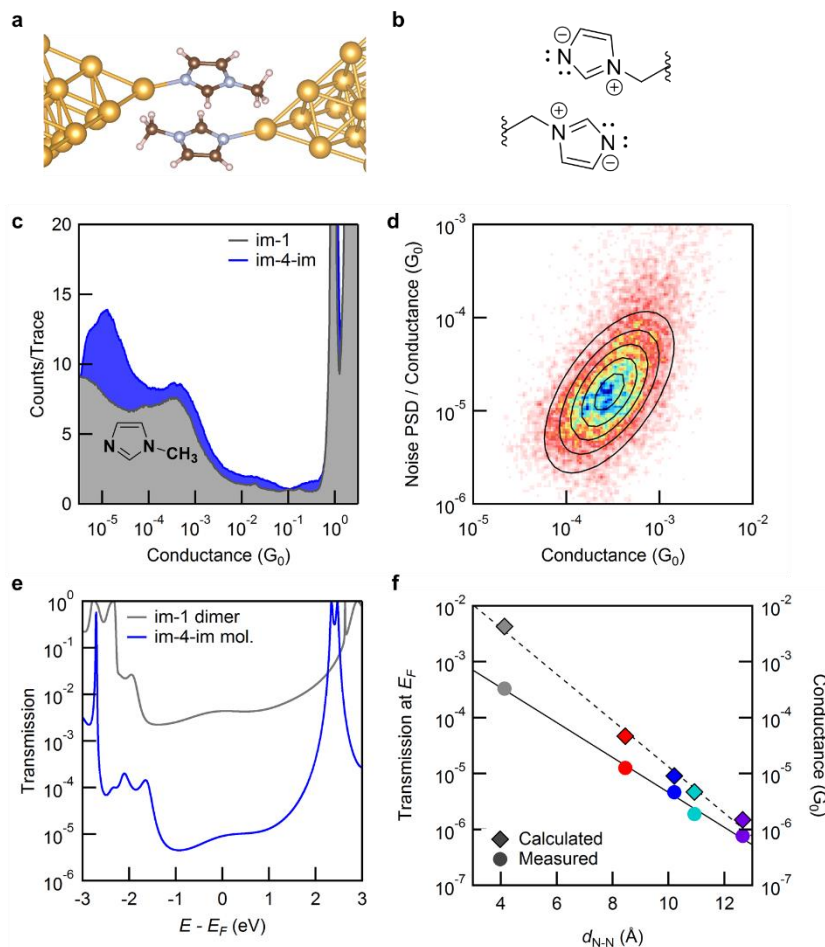 a
b
N
N
N
N
c
im-1
im-4-im
20
15
10
5
0
Counts/Trace
N
N
CH3
10-5
10-4
10-3
10-2
10-1
100
Conductance (G0)
d
10-3
10-4
10-5
10-6
Noise PSD / Conductance (G0)
10-5
10-4
10-3
10-2
Conductance (G0)
e
im-1 dimer
im-4-im mol.
100
10-1
10-2
10-3
10-4
10-5
10-6
Transmission
-3
-2
-1
0
1
2
3
E - EF (eV)
f
10-2
10-3
10-4
10-5
10-6
10-7
Transmission at EF
Calculated
Measured
10-2
10-3
10-4
10-5
10-6
10-7
Conductance (G0)
4
6
8
10
12
dN-N (Å)